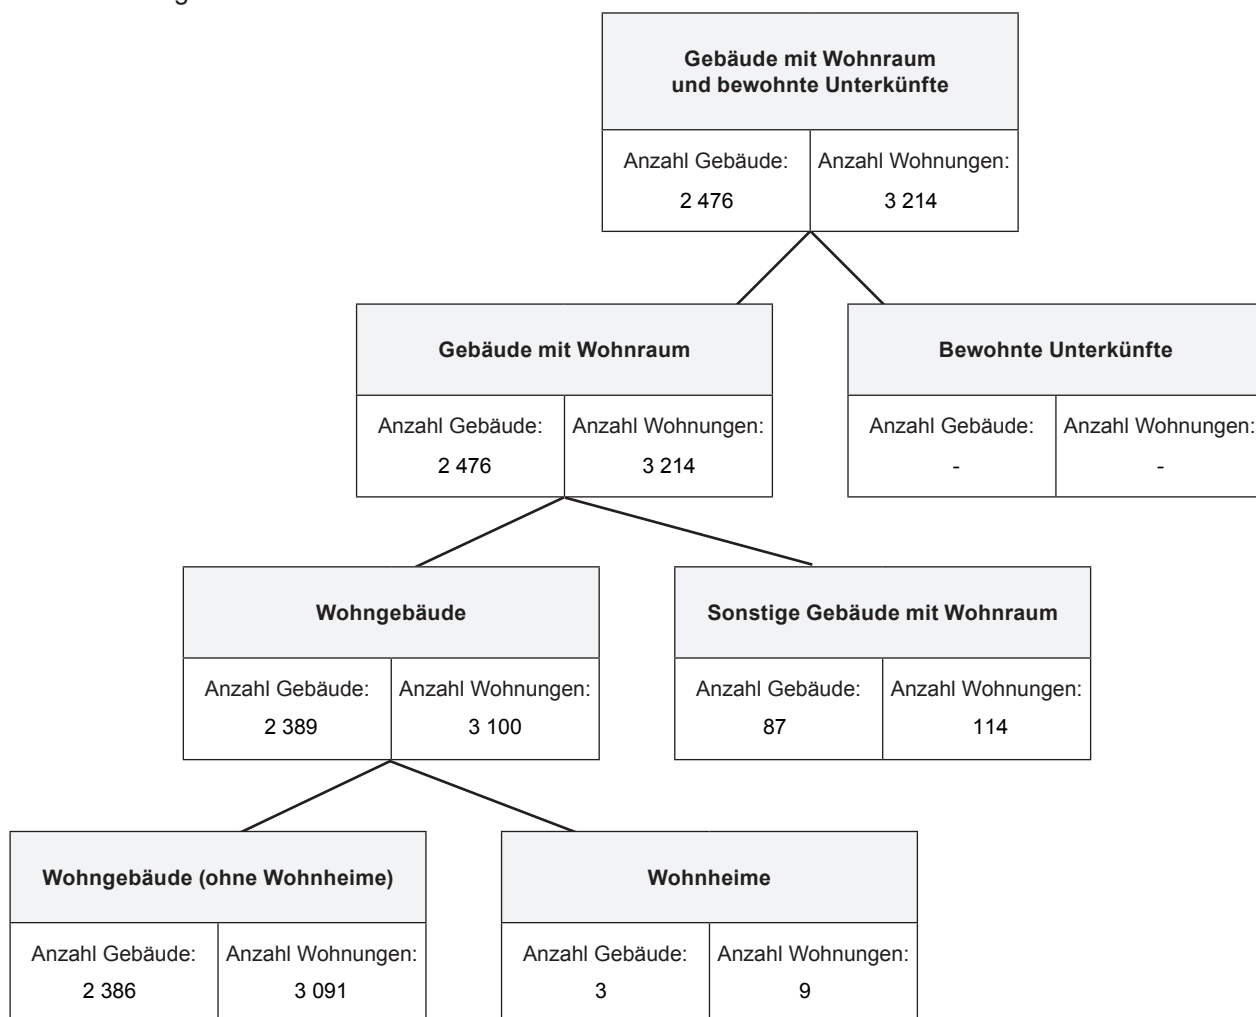 Gebäude mit Wohnraum
und bewohnte Unterkünfte
Anzahl Gebäude: Anzahl Wohnungen:
2 476 3 214
Gebäude mit Wohnraum
Anzahl Gebäude: Anzahl Wohnungen:
2 476 3 214
Bewohnte Unterkünfte
Anzahl Gebäude: Anzahl Wohnungen:
- -
Wohngebäude
Anzahl Gebäude: Anzahl Wohnungen:
2 389 3 100
Sonstige Gebäude mit Wohnraum
Anzahl Gebäude: Anzahl Wohnungen:
87 114
Wohngebäude (ohne Wohnheime)
Anzahl Gebäude: Anzahl Wohnungen:
2 386 3 091
Wohnheime
Anzahl Gebäude: Anzahl Wohnungen:
3 9